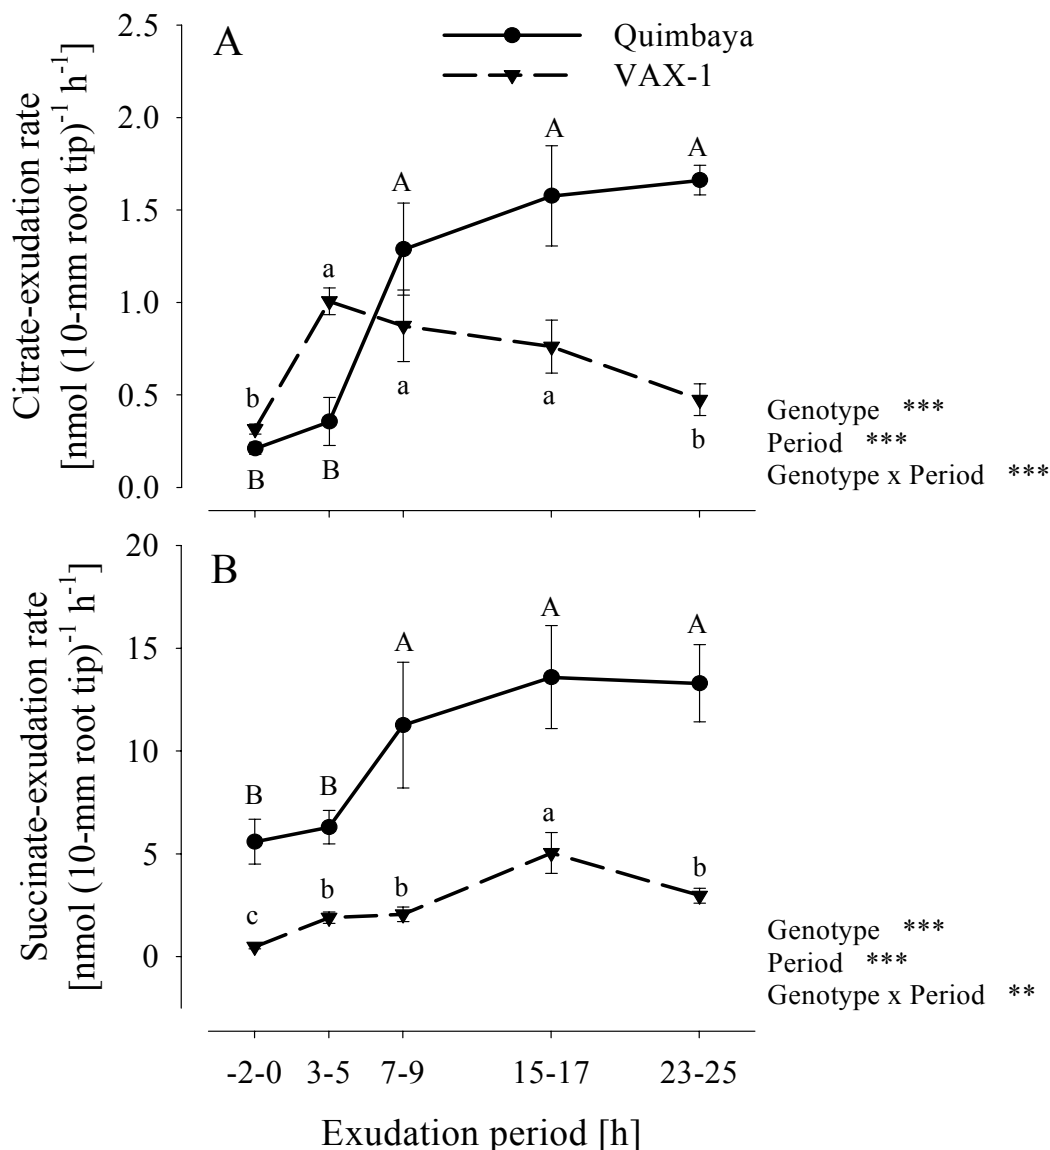 A
Quimbaya
VAX-1
Citrate-exudation rate
[nmol (10-mm root tip)⁻¹ h⁻¹]
2.5
2.0
1.5
1.0
0.5
0.0
A
A
A
a
b
a
a
b
B
B
Genotype ***
Period ***
Genotype x Period ***
B
Succinate-exudation rate
[nmol (10-mm root tip)⁻¹ h⁻¹]
20
15
10
5
0
A
A
A
B
B
a
b
b
b
c
Genotype ***
Period ***
Genotype x Period **
-2-0 3-5 7-9 15-17 23-25
Exudation period [h]